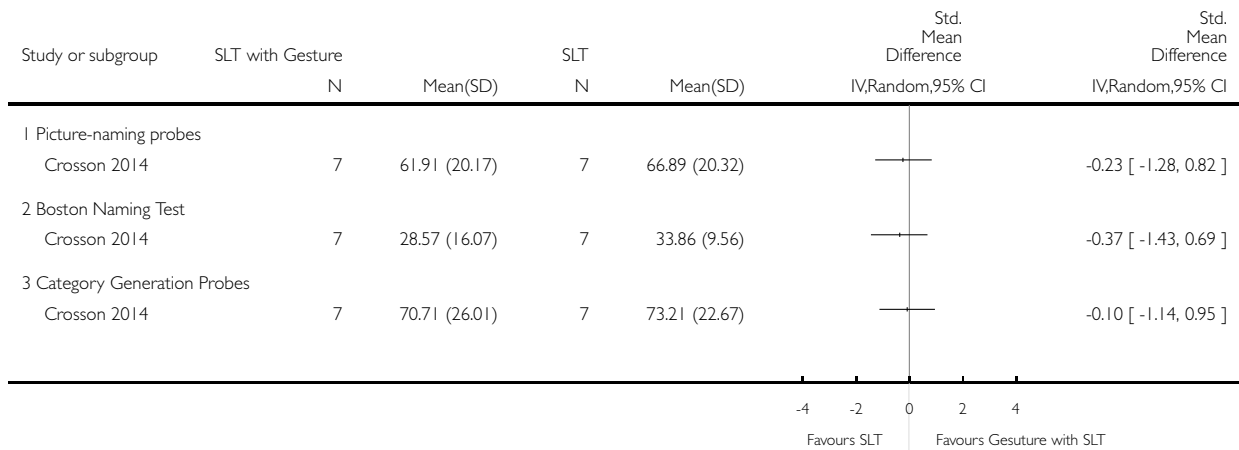 Std. Mean Difference Std. Mean Difference
Study or subgroup SLT with Gesture SLT
N Mean(SD) N Mean(SD) IV,Random,95% CI IV,Random,95% CI
1 Picture-naming probes
Crosson 2014 7 61.91 (20.17) 7 66.89 (20.32) -0.23 [ -1.28, 0.82 ]
2 Boston Naming Test
Crosson 2014 7 28.57 (16.07) 7 33.86 (9.56) -0.37 [ -1.43, 0.69 ]
3 Category Generation Probes
Crosson 2014 7 70.71 (26.01) 7 73.21 (22.67) -0.10 [ -1.14, 0.95 ]
-4 -2 0 2 4
Favours SLT Favours Gesuture with SLT